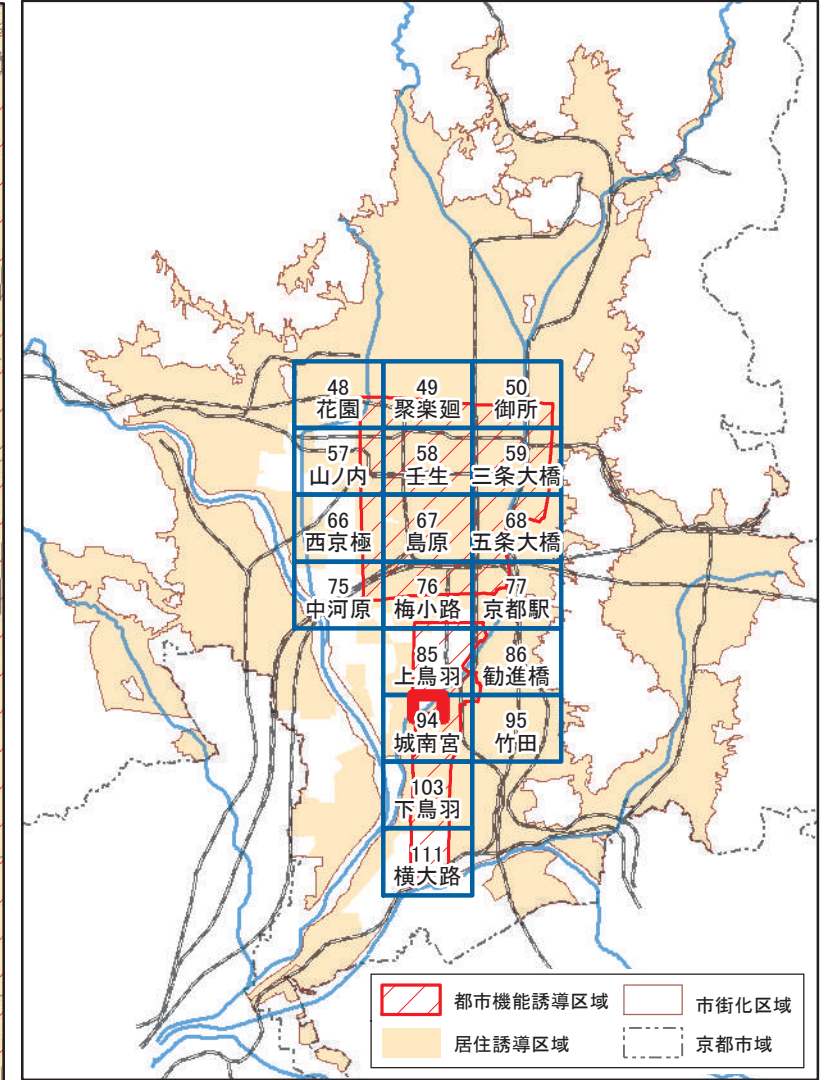 48
花園
49
聚楽廻
50
御所
57
山ノ内
58
壬生
59
三条大橋
66
西京極
67
島原
68
五条大橋
75
中河原
76
梅小路
77
京都駅
85
上鳥羽
86
勧進橋
94
城南宮
95
竹田
103
下鳥羽
111
横大路
都市機能誘導区域
市街化区域
居住誘導区域
京都市域